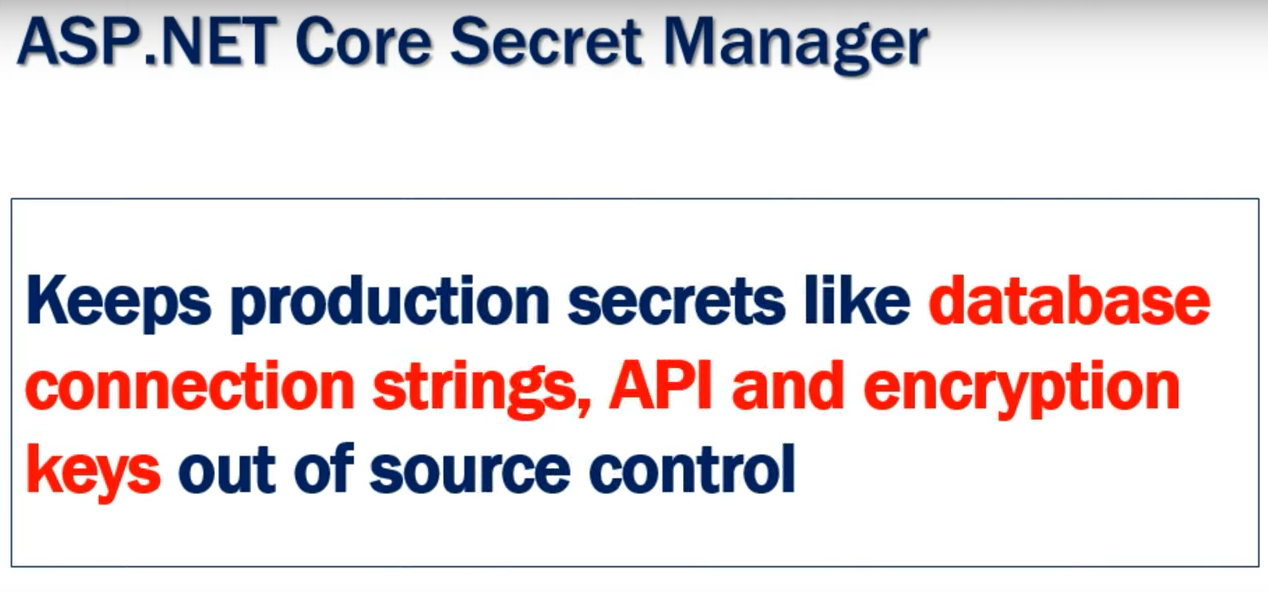 ASP.NET Core Secret Manager
Keeps production secrets like database
connection strings, API and encryption
keys out of source control